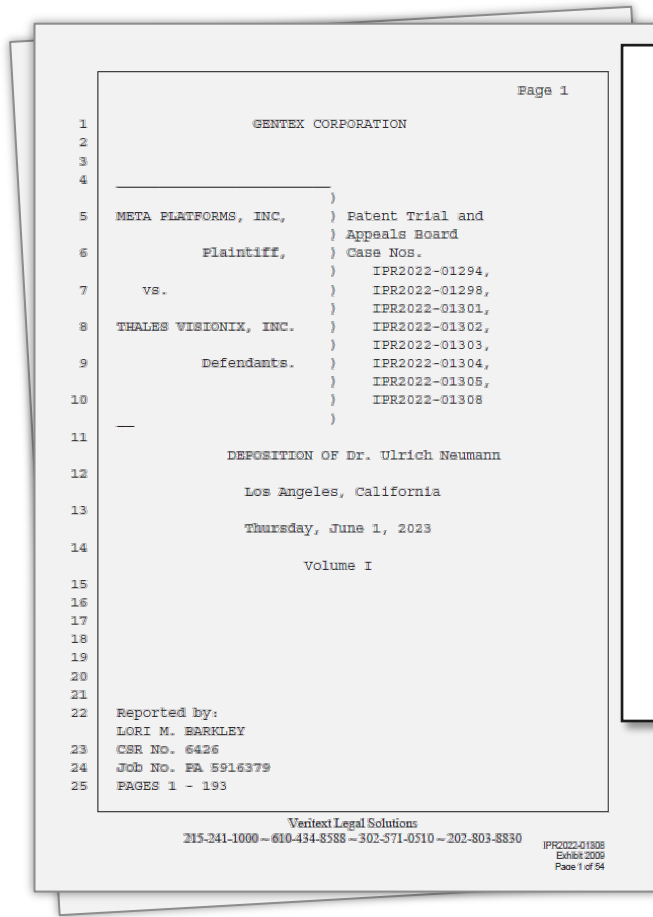 Page 1
1 GENTEX CORPORATION
2
3
4
)
5 META PLATFORMS, INC, ) Patent Trial and
) Appeals Board
6 Plaintiff, ) Case Nos.
) IPR2022-01294,
7 vs. ) IPR2022-01298,
) IPR2022-01301,
8 THALES VISIONIX, INC. ) IPR2022-01302,
) IPR2022-01303,
9 Defendants. ) IPR2022-01304,
) IPR2022-01305,
10 ) IPR2022-01308
)
11
DEPOSITION OF Dr. Ulrich Neumann
12
Los Angeles, California
13
Thursday, June 1, 2023
14
Volume I
15
16
17
18
19
20
21
22 Reported by:
LORI M. BARKLEY
23 CSR No. 6426
24 Job No. PA 5916379
25 PAGES 1 - 193
Veritext Legal Solutions
215-241-1000 ~ 610-434-8588 ~ 302-571-0510 ~ 202-803-8830
IPR2022-01308
Exhibit 2009
Page 1 of 54